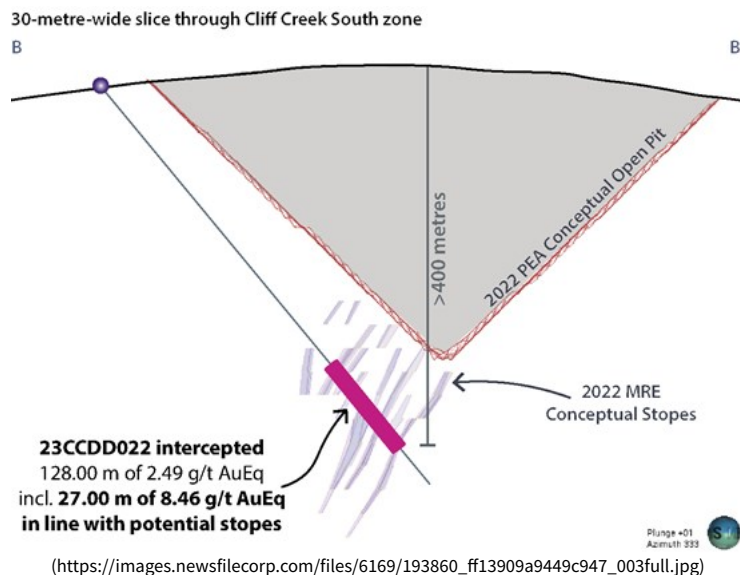 30-metre-wide slice through Cliff Creek South zone
B
B
>400 metres
2022 PEA Conceptual Open Pit
2022 MRE
Conceptual Stopes
23CCDD022 intercepted
128.00 m of 2.49 g/t AuEq
incl. 27.00 m of 8.46 g/t AuEq
in line with potential stopes
Plunge +01
Azimuth 333
(https://images.newsfilecorp.com/files/6169/193860_ff13909a9449c947_003full.jpg)